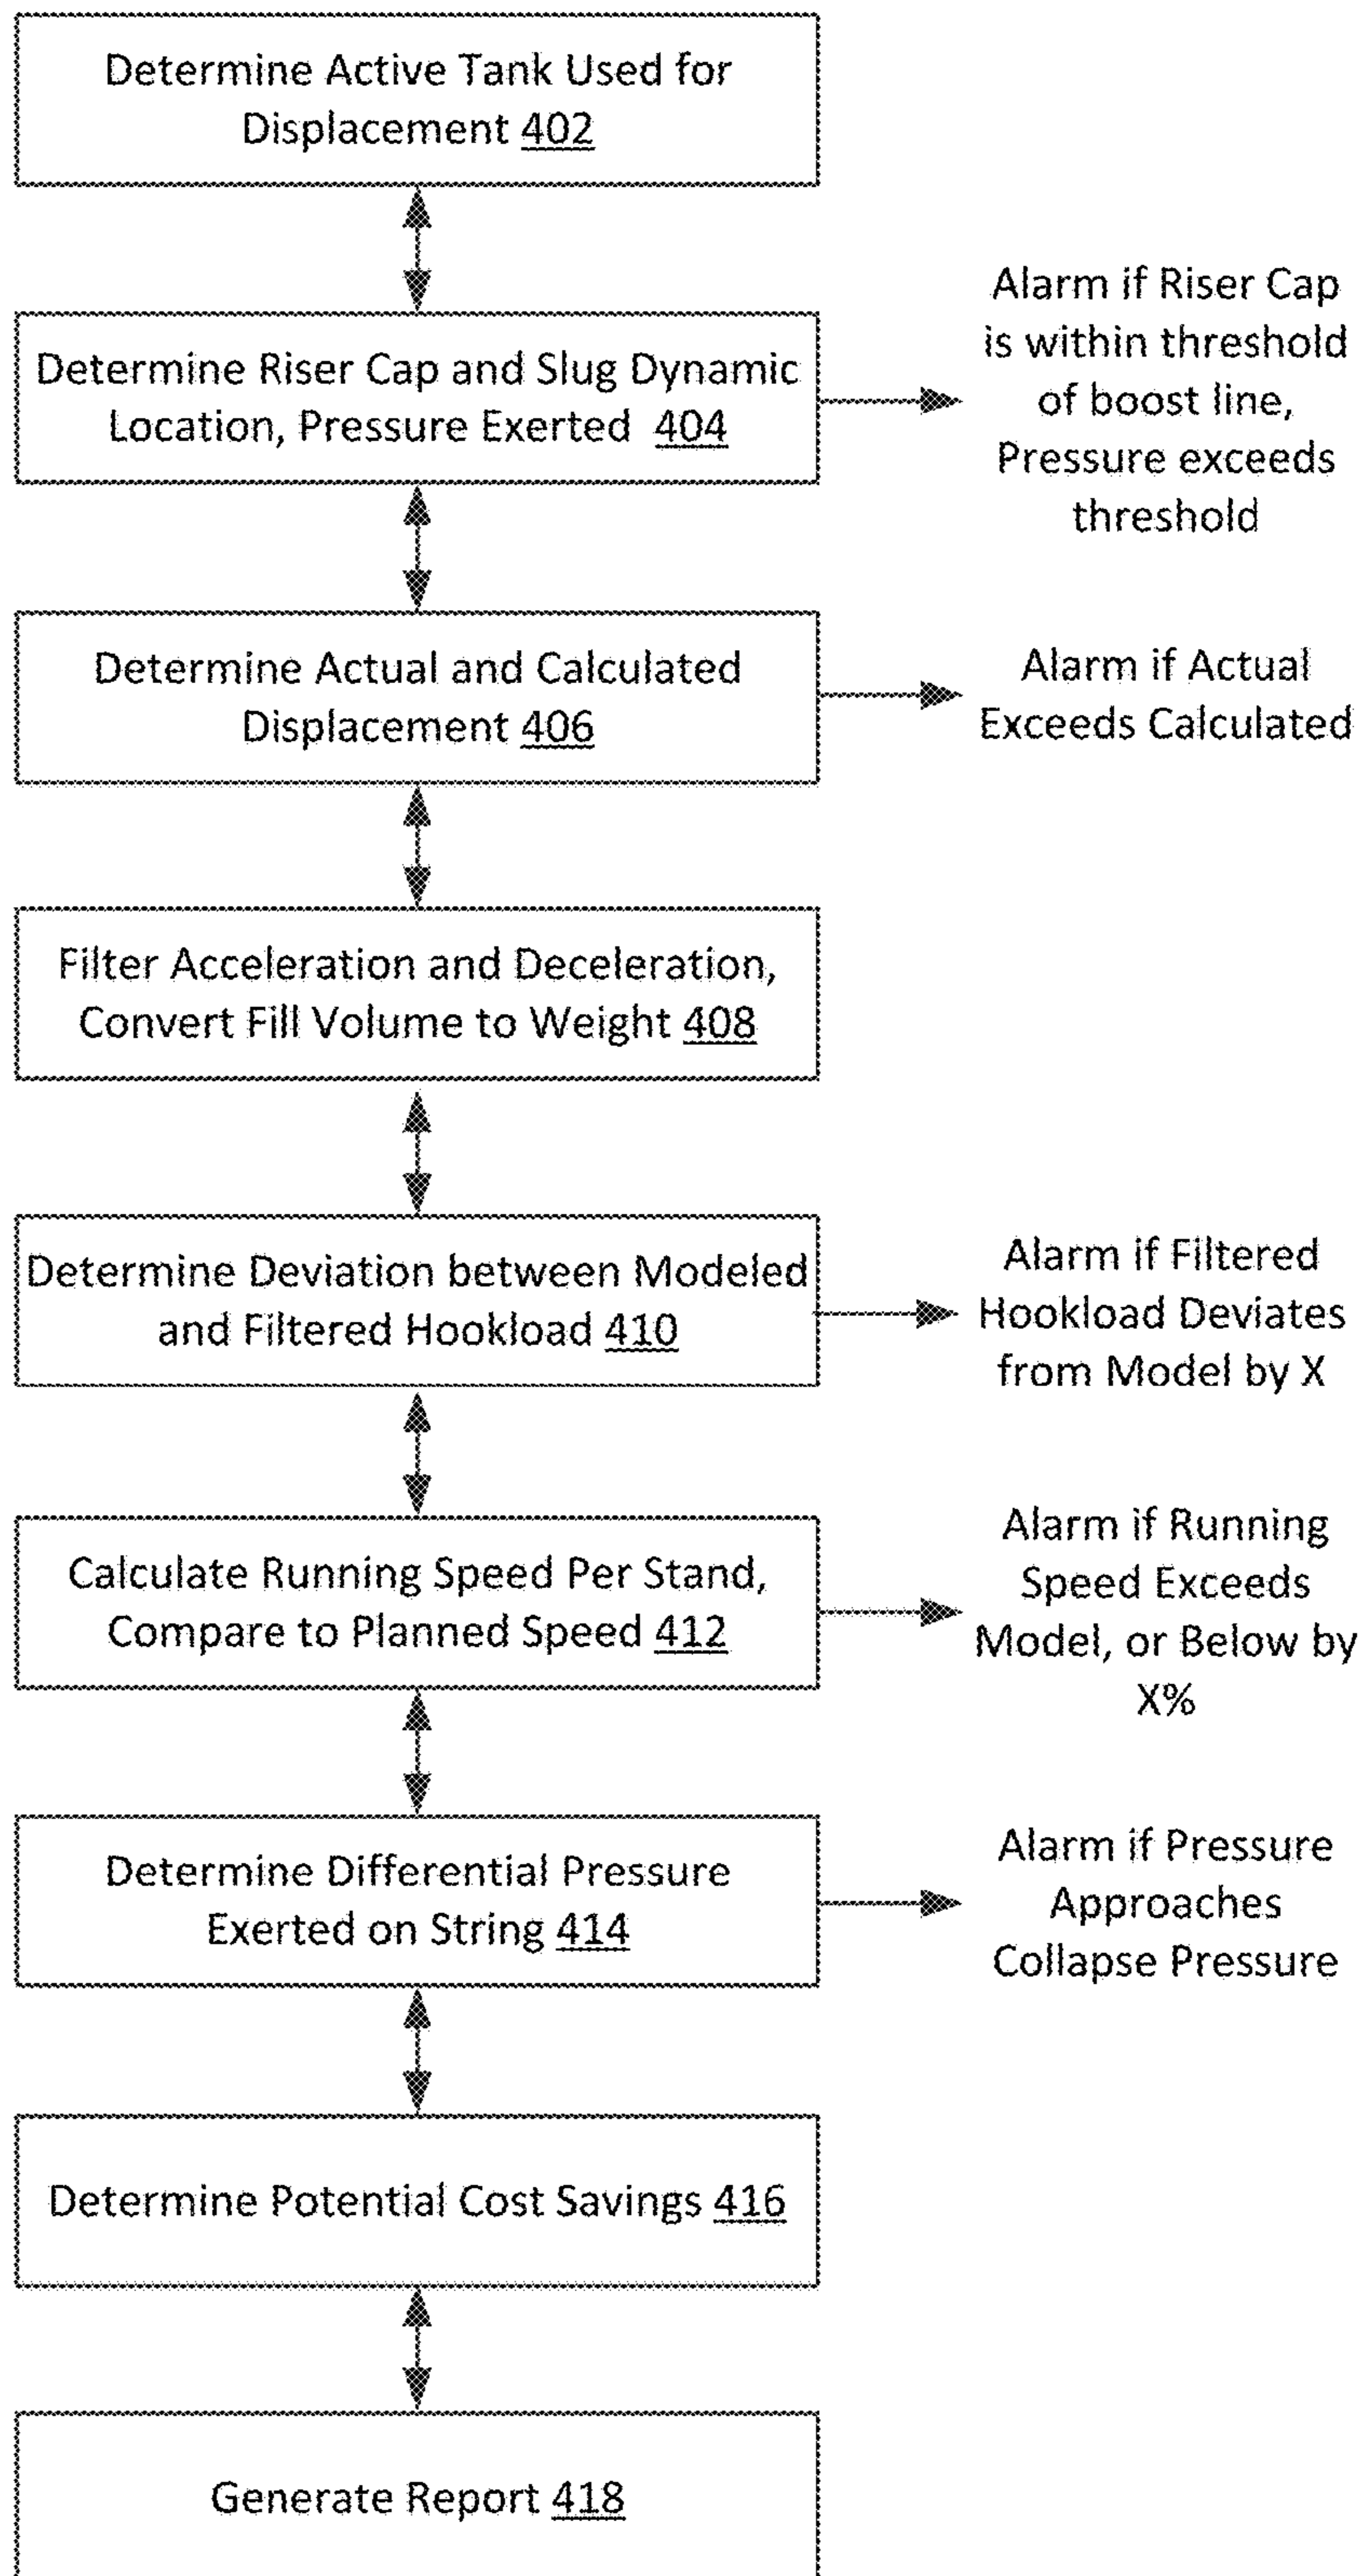 Determine Active Tank Used for
Displacement 402
Determine Riser Cap and Slug Dynamic
Location, Pressure Exerted 404
Alarm if Riser Cap
is within threshold
of boost line,
Pressure exceeds
threshold
Determine Actual and Calculated
Displacement 406
Alarm if Actual
Exceeds Calculated
Filter Acceleration and Deceleration,
Convert Fill Volume to Weight 408
Determine Deviation between Modeled
and Filtered Hookload 410
Alarm if Filtered
Hookload Deviates
from Model by X
Calculate Running Speed Per Stand,
Compare to Planned Speed 412
Alarm if Running
Speed Exceeds
Model, or Below by
X%
Determine Differential Pressure
Exerted on String 414
Alarm if Pressure
Approaches
Collapse Pressure
Determine Potential Cost Savings 416
Generate Report 418